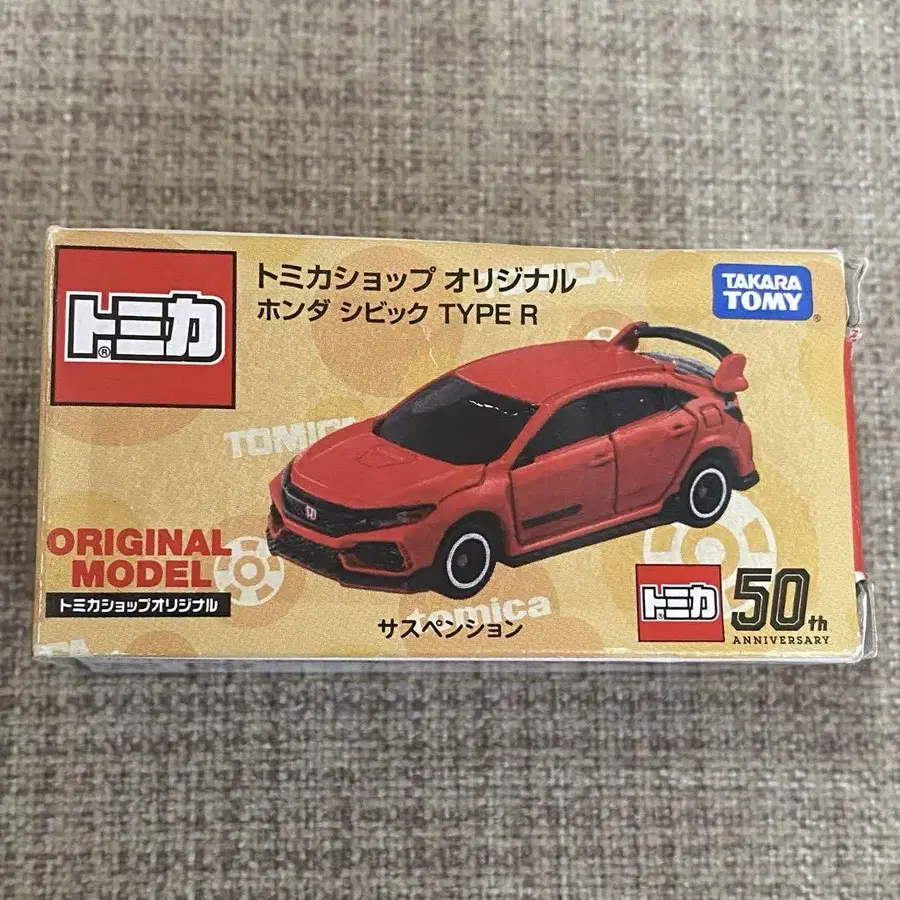 トミカ
トミカショップ オリジナル
ホンダ シビック TYPE R
TAKARA
TOMY
TOMICA
ORIGINAL
MODEL
トミカショップオリジナル
tomica
サスペンション
トミカ
50th
ANNIVERSARY